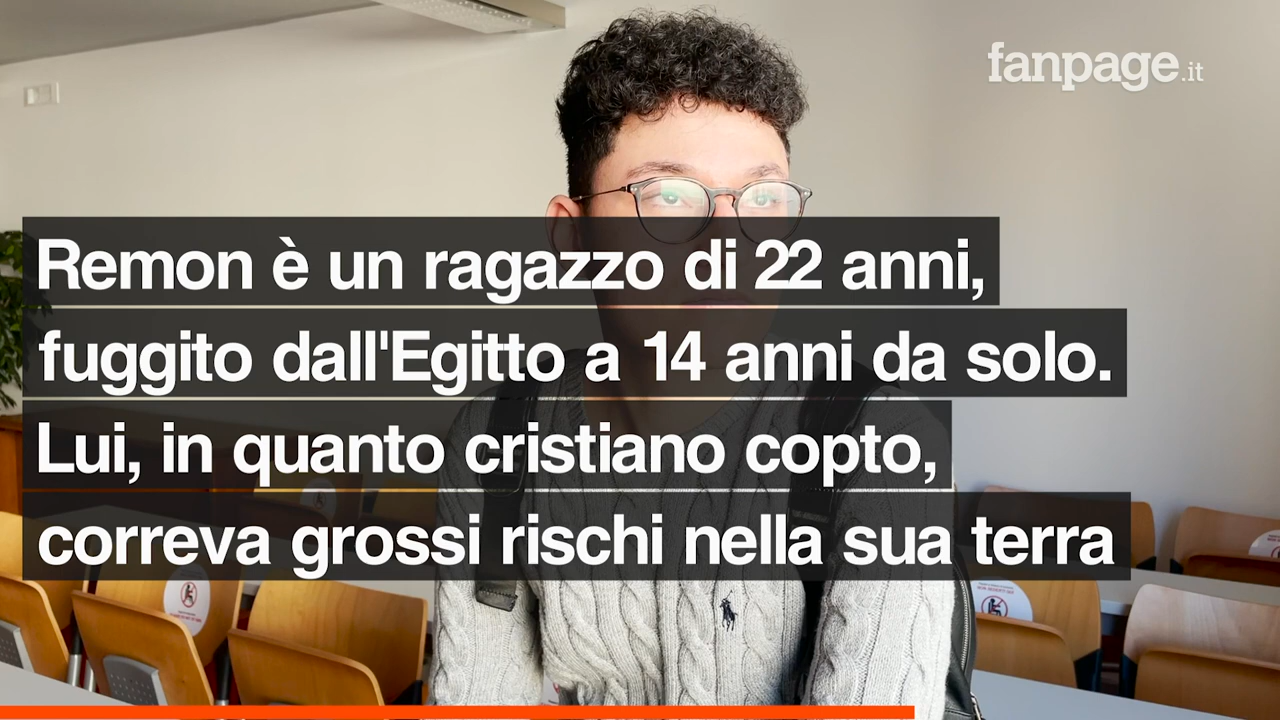 fanpage.it
Remon è un ragazzo di 22 anni,
fuggito dall'Egitto a 14 anni da solo.
Lui, in quanto cristiano copto,
correva grossi rischi nella sua terra